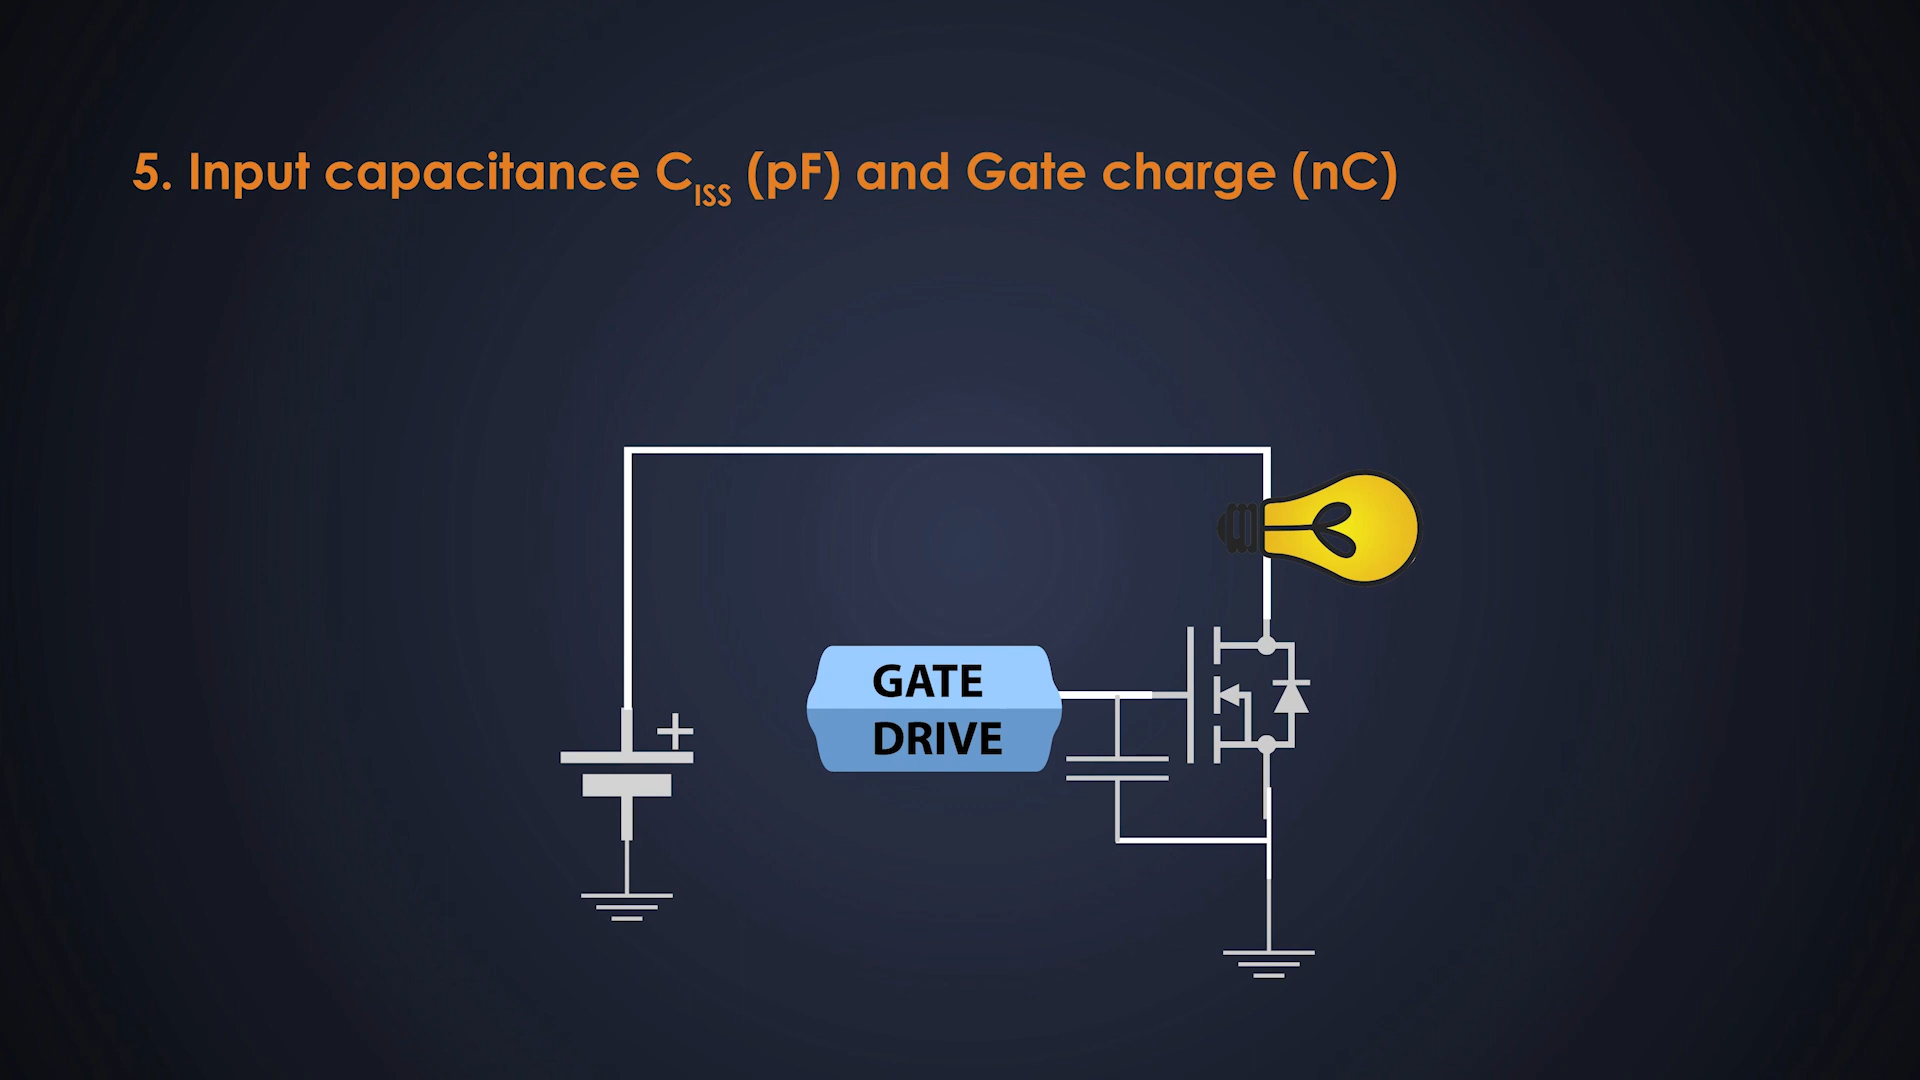 5. Input capacitance C_ISS (pF) and Gate charge (nC)
+
GATE
DRIVE